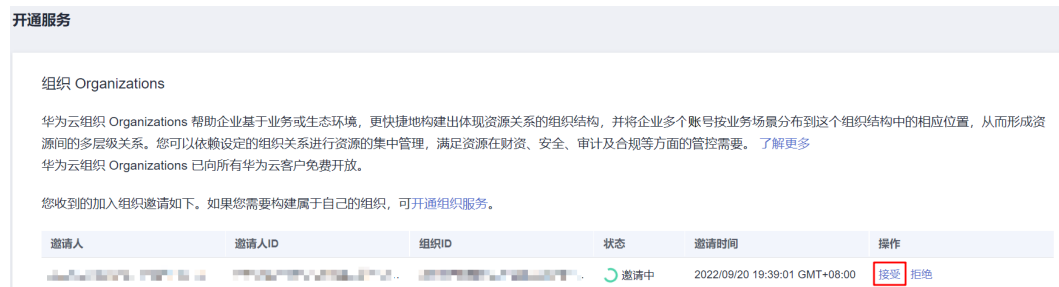 开通服务
组织 Organizations
华为云组织 Organizations 帮助企业基于业务或生态环境，更快捷地构建出体现资源关系的组织结构，并将企业多个账号按业务场景分布到这个组织结构中的相应位置，从而形成资
源间的多层级关系。您可以依赖设定的组织关系进行资源的集中管理，满足资源在财资、安全、审计及合规等方面的管控需要。 了解更多
华为云组织 Organizations 已向所有华为云客户免费开放。
您收到的加入组织邀请如下。如果您需要构建属于自己的组织，可开通组织服务。
邀请人 邀请人ID 组织ID 状态 邀请时间 操作
邀请中 2022/09/20 19:39:01 GMT+08:00 接受 拒绝